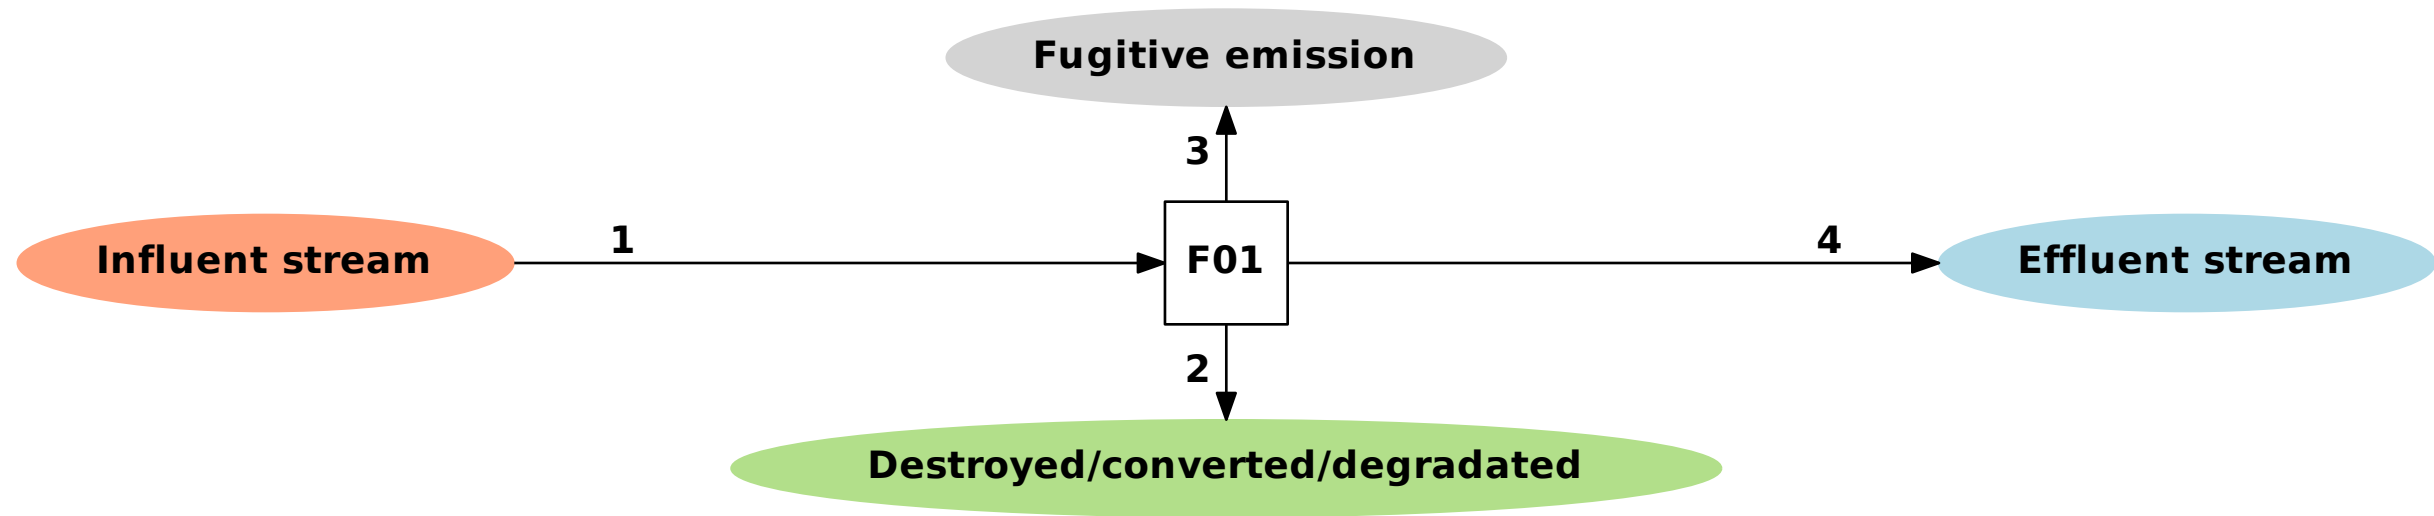 Fugitive emission
3
Influent stream
1
F01
4
Effluent stream
2
Destroyed/converted/degradated